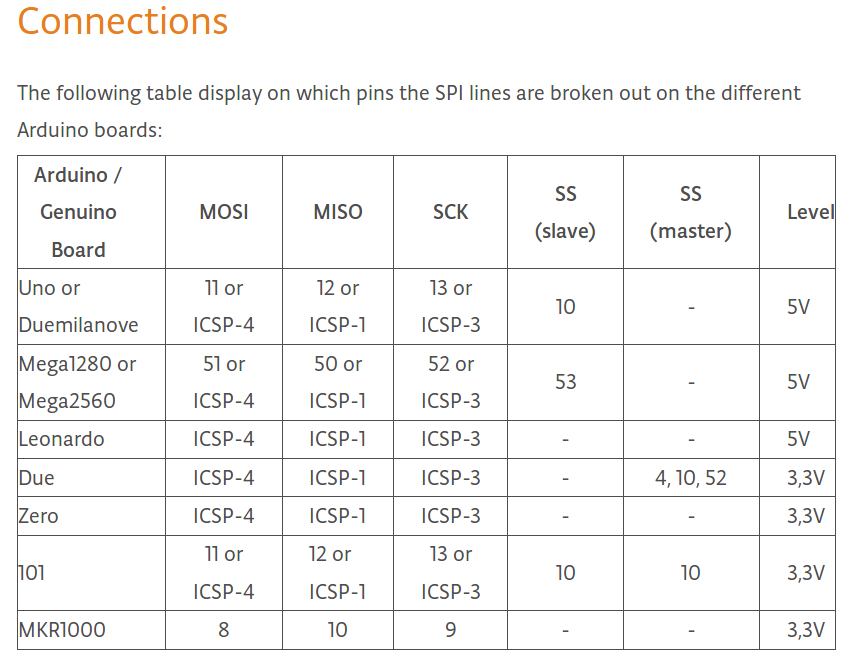 Connections
The following table display on which pins the SPI lines are broken out on the different
Arduino boards:
Arduino / Genuino Board MOSI MISO SCK SS (slave) SS (master) Level
Uno or Duemilanove 11 or ICSP-4 12 or ICSP-1 13 or ICSP-3 10 - 5V
Mega1280 or Mega2560 51 or ICSP-4 50 or ICSP-1 52 or ICSP-3 53 - 5V
Leonardo ICSP-4 ICSP-1 ICSP-3 - - 5V
Due ICSP-4 ICSP-1 ICSP-3 - 4, 10, 52 3,3V
Zero ICSP-4 ICSP-1 ICSP-3 - - 3,3V
101 11 or ICSP-4 12 or ICSP-1 13 or ICSP-3 10 10 3,3V
MKR1000 8 10 9 - - 3,3V